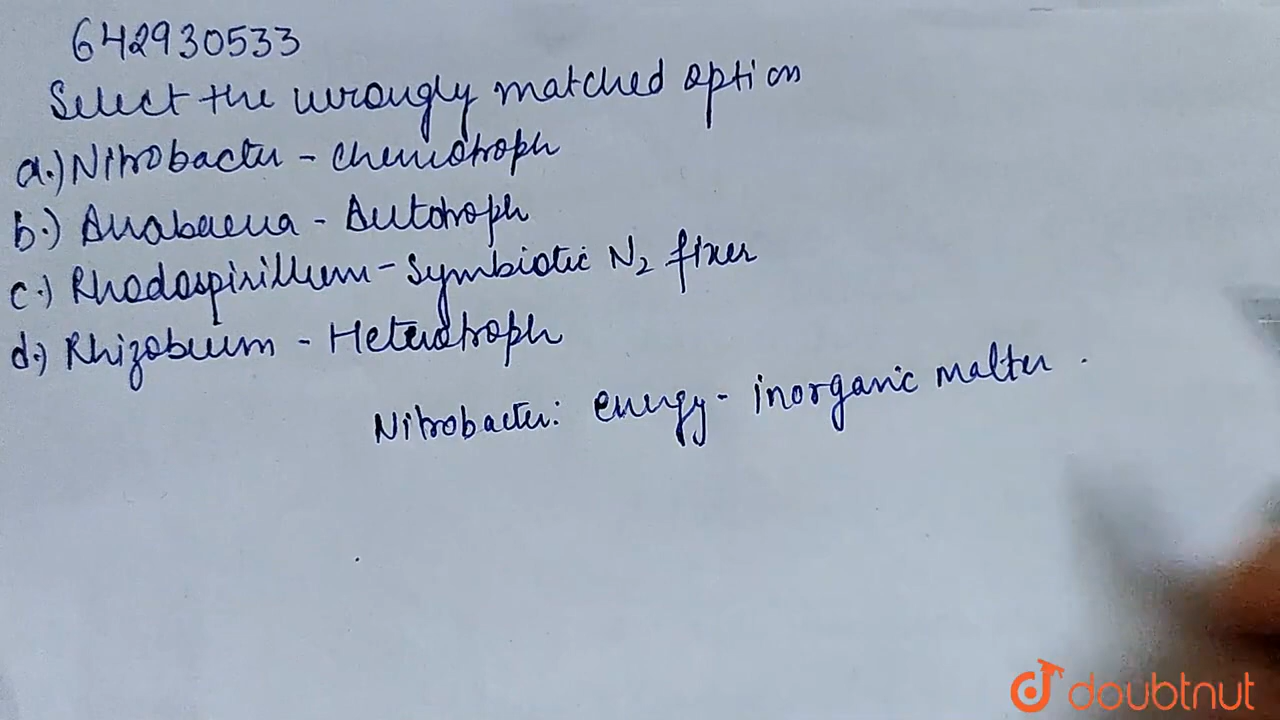 642930533
Select the wrongly matched option
a.) Nitrobacter - Chemotroph
b.) Anabaena - Autotroph
c.) Rhodospirillum - Symbiotic N2 fixer
d.) Rhizobium - Heterotroph
Nitrobacter: energy - inorganic matter.
doubtnut